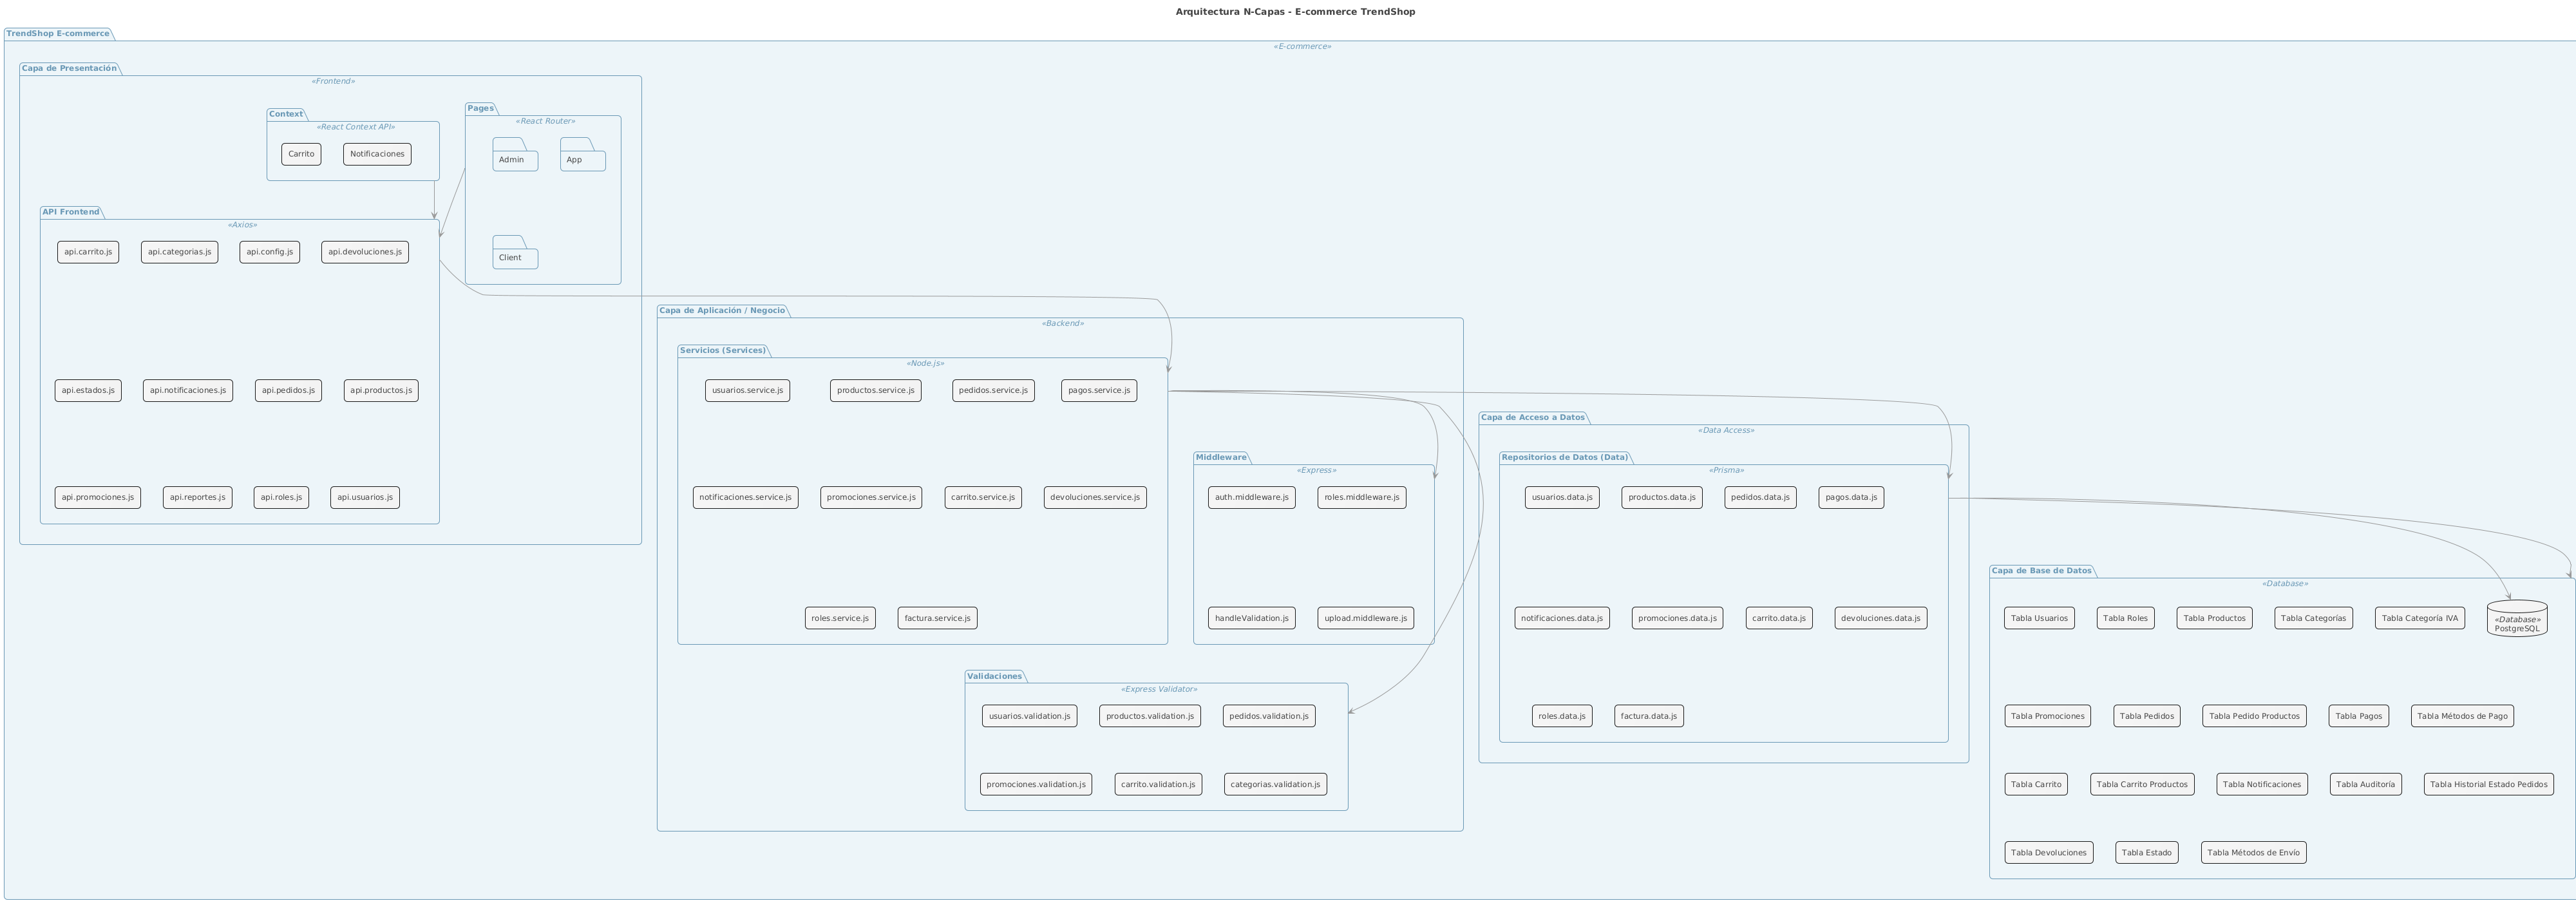 Arquitectura N-Capas - E-commerce TrendShop
TrendShop E-commerce
«E-commerce»
Capa de Presentación
«Frontend»
Context
«React Context API»
Carrito
Notificaciones
Pages
«React Router»
Admin
App
Client
API Frontend
«Axios»
api.carrito.js
api.categorias.js
api.config.js
api.devoluciones.js
api.estados.js
api.notificaciones.js
api.pedidos.js
api.productos.js
api.promociones.js
api.reportes.js
api.roles.js
api.usuarios.js
Capa de Aplicación / Negocio
«Backend»
Servicios (Services)
«Node.js»
usuarios.service.js
productos.service.js
pedidos.service.js
pagos.service.js
notificaciones.service.js
promociones.service.js
carrito.service.js
devoluciones.service.js
roles.service.js
factura.service.js
Middleware
«Express»
auth.middleware.js
roles.middleware.js
handleValidation.js
upload.middleware.js
Validaciones
«Express Validator»
usuarios.validation.js
productos.validation.js
pedidos.validation.js
promociones.validation.js
carrito.validation.js
categorias.validation.js
Capa de Acceso a Datos
«Data Access»
Repositorios de Datos (Data)
«Prisma»
usuarios.data.js
productos.data.js
pedidos.data.js
pagos.data.js
notificaciones.data.js
promociones.data.js
carrito.data.js
devoluciones.data.js
roles.data.js
factura.data.js
Capa de Base de Datos
«Database»
Tabla Usuarios
Tabla Roles
Tabla Productos
Tabla Categorías
Tabla Categoría IVA
«Database»
PostgreSQL
Tabla Promociones
Tabla Pedidos
Tabla Pedido Productos
Tabla Pagos
Tabla Métodos de Pago
Tabla Carrito
Tabla Carrito Productos
Tabla Notificaciones
Tabla Auditoría
Tabla Historial Estado Pedidos
Tabla Devoluciones
Tabla Estado
Tabla Métodos de Envío